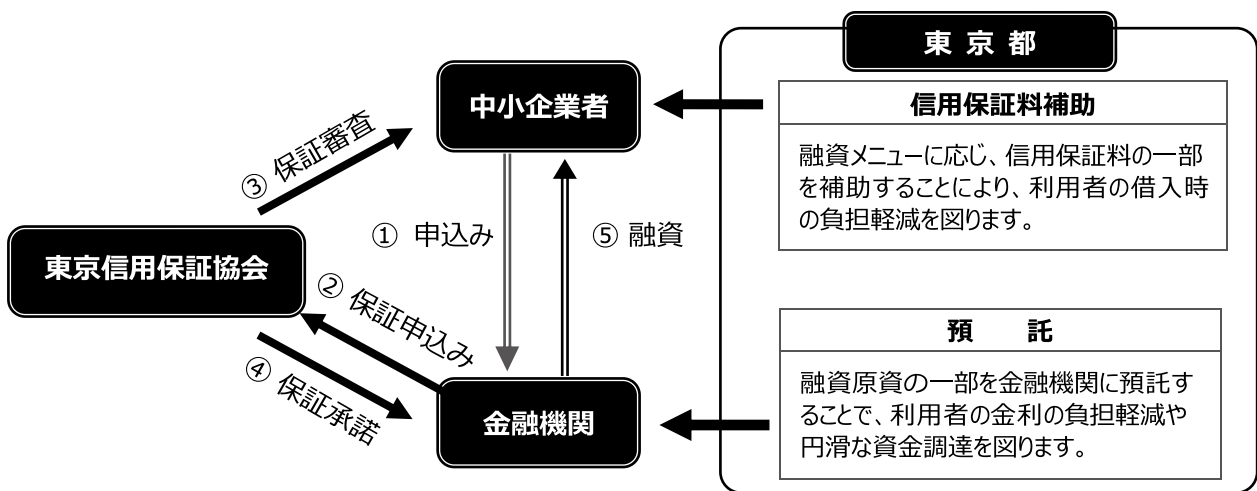 東京都
中小企業者
信用保証料補助
融資メニューに応じ、信用保証料の一部
を補助することにより、利用者の借入時
の負担軽減を図ります。
③ 保証審査
① 申込み
⑤ 融資
東京信用保証協会
② 保証申込み
④ 保証承諾
金融機関
預 託
融資原資の一部を金融機関に預託す
ることで、利用者の金利の負担軽減や
円滑な資金調達を図ります。